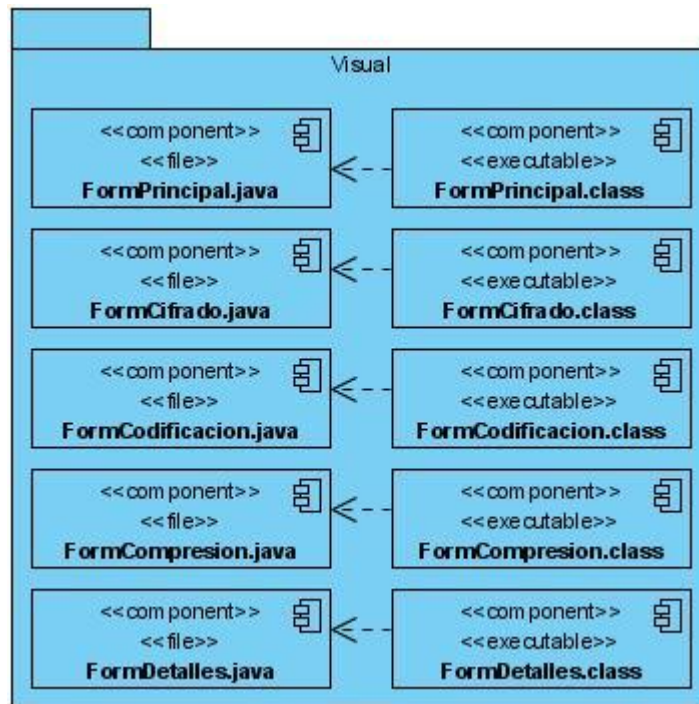 Visual
<<component>>
<<file>>
FormPrincipal.java
<<component>>
<<executable>>
FormPrincipal.class
<<component>>
<<file>>
FormCifrado.java
<<component>>
<<executable>>
FormCifrado.class
<<component>>
<<file>>
FormCodificacion.java
<<component>>
<<executable>>
FormCodificacion.class
<<component>>
<<file>>
FormCompresion.java
<<component>>
<<executable>>
FormCompresion.class
<<component>>
<<file>>
FormDetalles.java
<<component>>
<<executable>>
FormDetalles.class